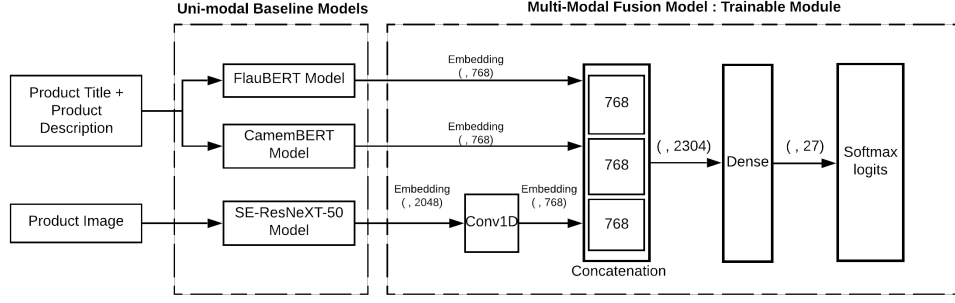 Uni-modal Baseline Models
Multi-Modal Fusion Model : Trainable Module
Product Title +
Product
Description
Product Image
FlauBERT Model
CamemBERT
Model
SE-ResNeXT-50
Model
Embedding
( , 768)
Embedding
( , 768)
Embedding
( , 2048)
Conv1D
Embedding
( , 768)
768
768
768
Concatenation
( , 2304)
Dense
( , 27)
Softmax
logits